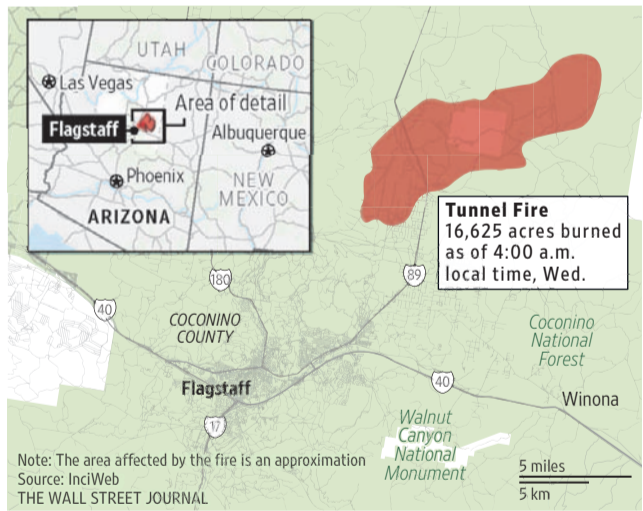 UTAH
COLORADO
Las Vegas
Area of detail
Flagstaff
Albuquerque
Phoenix
NEW
MEXICO
ARIZONA
Tunnel Fire
16,625 acres burned
as of 4:00 a.m.
local time, Wed.
180
89
40
COCONINO
COUNTY
Coconino
National
Forest
Flagstaff
40
Winona
17
Walnut
Canyon
National
Monument
Note: The area affected by the fire is an approximation
Source: InciWeb
THE WALL STREET JOURNAL
5 miles
5 km